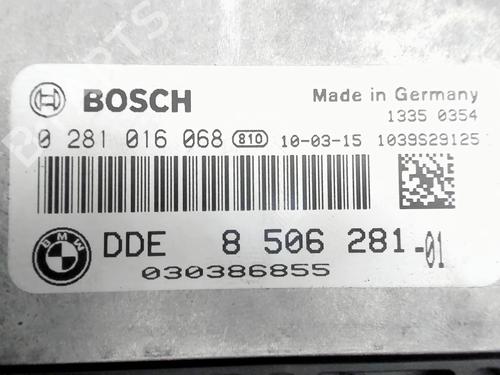 BOSCH Made in Germany
1335 0354
0 281 016 068 810 10-03-15 1039S29125
BMW DDE 8 506 281-01
030386855